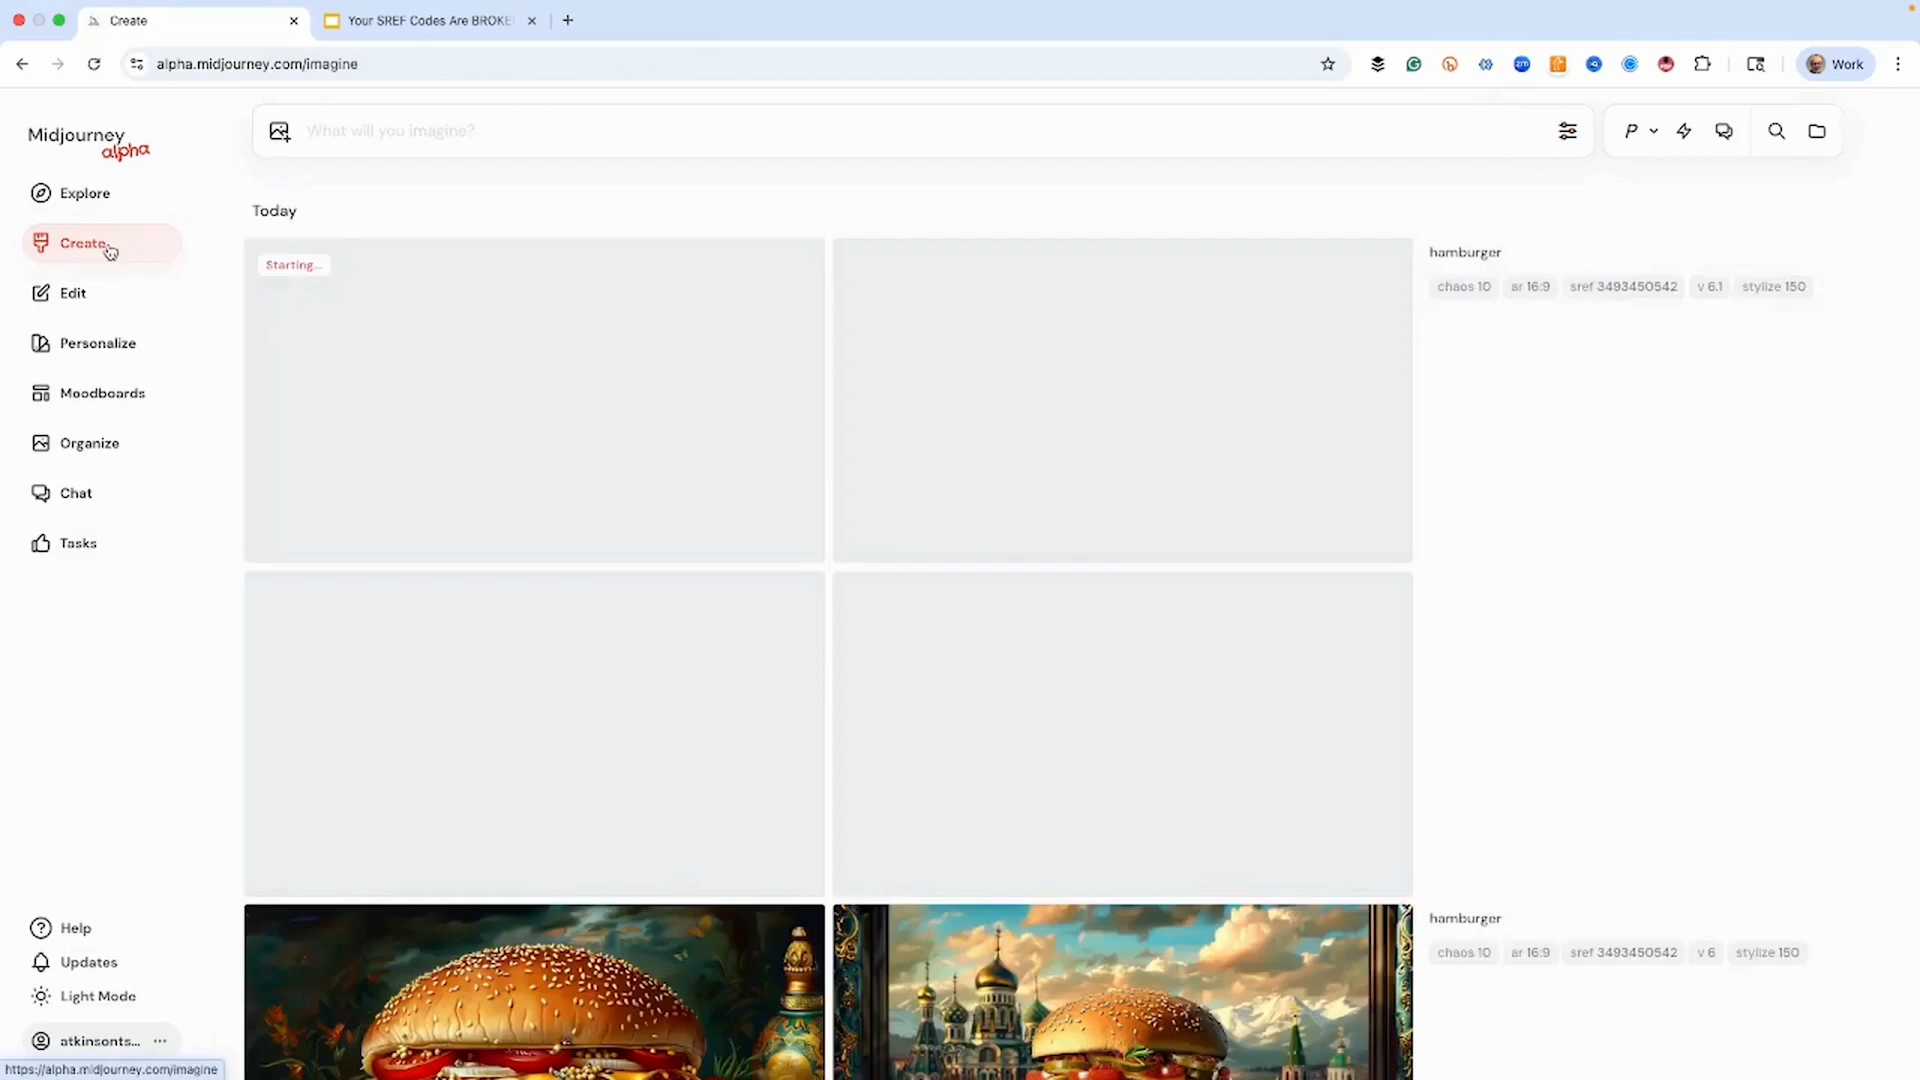 Create
Your SREF Codes Are BROKE
alpha.midjourney.com/imagine
Work
Midjourney
alpha
What will you imagine?
P
Explore
Create
Edit
Personalize
Moodboards
Organize
Chat
Tasks
Today
Starting...
hamburger
chaos 10 ar 16:9 sref 3493450542 v 6.1 stylize 150
hamburger
chaos 10 ar 16:9 sref 3493450542 v 6 stylize 150
Help
Updates
Light Mode
atkinsonts...
https://alpha.midjourney.com/imagine